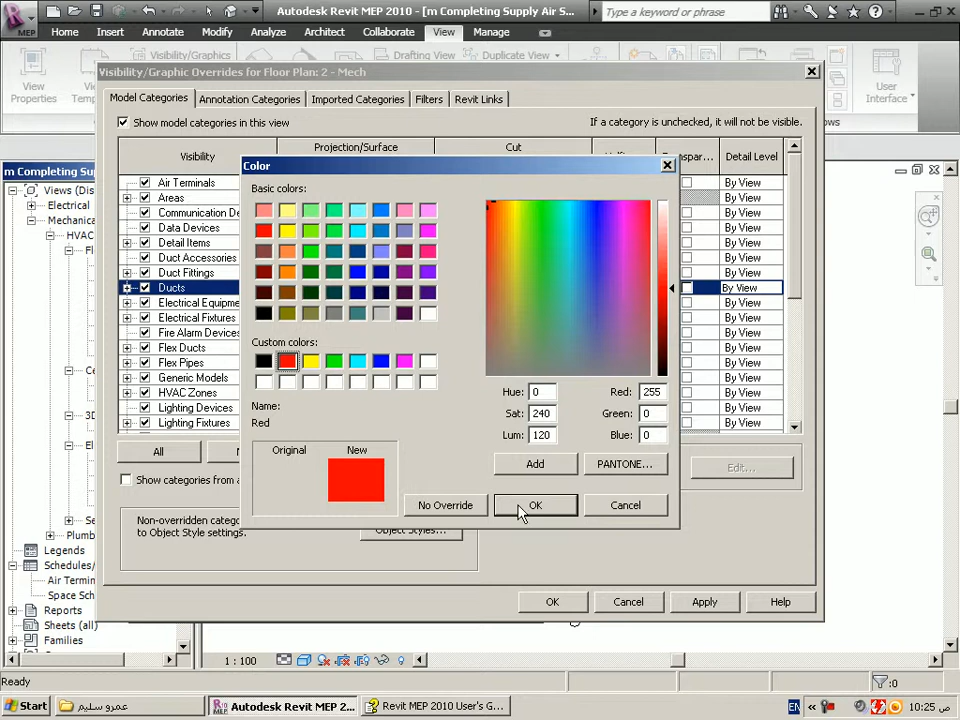 Autodesk Revit MEP 2010 - [m Completing Supply Air S...
Type a keyword or phrase
MEP
Home Insert Annotate Modify Analyze Architect Collaborate View Manage
Visibility/Graphics
Drafting View
Duplicate View
View
Properties
View
User
Interface
Visibility/Graphic Overrides for Floor Plan: 2 - Mech
Model Categories Annotation Categories Imported Categories Filters Revit Links
Show model categories in this view
If a category is unchecked, it will not be visible.
Visibility
Projection/Surface
Cut
Detail Level
Air Terminals By View
Areas By View
Communication De By View
Data Devices By View
Detail Items By View
Duct Accessories By View
Duct Fittings By View
Ducts By View
Electrical Equipme By View
Electrical Fixtures By View
Fire Alarm Devices By View
Flex Ducts By View
Flex Pipes By View
Generic Models By View
HVAC Zones By View
Lighting Devices By View
Lighting Fixtures By View
All
Edit...
Show categories from a
Non-overridden catego
to Object Style settings.
Object Styles...
OK Cancel Apply Help
Color
Basic colors:
Custom colors:
Hue: 0 Red: 255
Sat: 240 Green: 0
Lum: 120 Blue: 0
Name:
Red
Original New
Add PANTONE...
No Override OK Cancel
m Completing Supp
Views (Dis
Electrical
Mechanica
HVAC
Fl
C
3D
El
Se
Plumb
Legends
Schedules/
Air Termin
Space Sch
Reports
Sheets (all)
Families
1 : 100
Ready
:0
Start
عمرو سليم
Autodesk Revit MEP 2...
Revit MEP 2010 User's G...
EN
10:25 ص